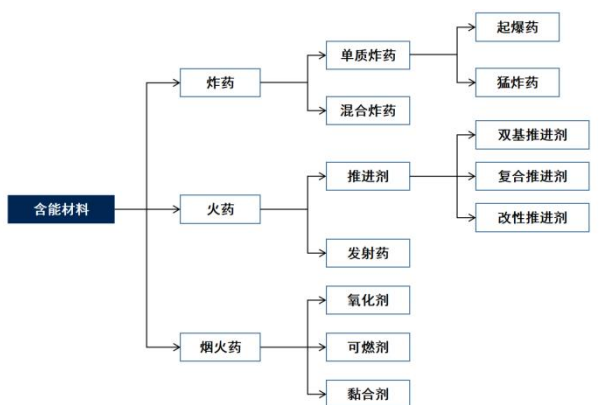 含能材料
炸药
单质炸药
起爆药
猛炸药
混合炸药
火药
推进剂
双基推进剂
复合推进剂
改性推进剂
发射药
烟火药
氧化剂
可燃剂
黏合剂